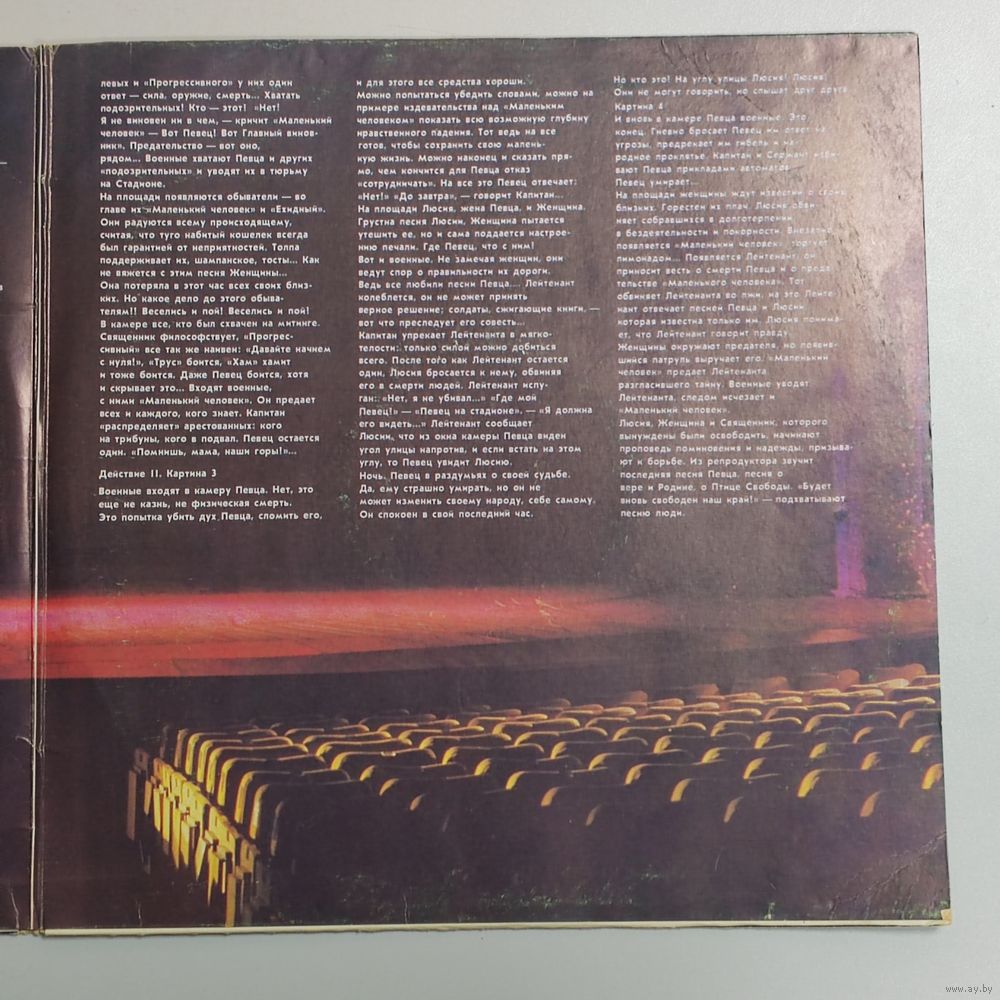 левых и «Прогрессивного» у них один
ответ — сила, оружие, смерть... Хватать
подозрительных! Кто — этот! «Нет!
Я не виновен ни в чем, — кричит «Маленький
человек» — Вот Певец! Вот Главный винов-
ник». Предательство — вот оно,
рядом... Военные хватают Певца и других
«подозрительных» и уводят их в тюрьму
на Стадионе.
На площади появляются обыватели — во
главе их «Маленький человек» и «Ехидный».
Они радуются всему происходящему,
считая, что туго набитый кошелек всегда
был гарантией от неприятностей. Толпа
поддерживает их, шампанское, тосты... Как
не вяжется с этим песня Женщины...
Она потеряла в этот час всех своих близ-
ких. Но какое дело до этого обыва-
телям!! Веселись и пой! Веселись и пой!
В камере все, кто был схвачен на митинге.
Священник философствует, «Прогрес-
сивный» все так же наивен: «Давайте начнем
с нуля!», «Трус» боится, «Хам» хамит
и тоже боится. Даже Певец боится, хотя
и скрывает это... Входят военные,
с ними «Маленький человек». Он предает
всех и каждого, кого знает. Капитан
«распределяет» арестованных: кого
на трибуны, кого в подвал. Певец остается
один. «Помнишь, мама, наши горы!»...
Действие II. Картина 3
Военные входят в камеру Певца. Нет, это
еще не казнь, не физическая смерть.
Это попытка убить дух Певца, сломить его,
и для этого все средства хороши.
Можно попытаться убедить словами, можно на
примере издевательства над «Маленьким
человеком» показать всю возможную глубину
нравственного падения. Тот ведь на все
готов, чтобы сохранить свою малень-
кую жизнь. Можно наконец и сказать пря-
мо, чем кончится для Певца отказ
«сотрудничать». На все это Певец отвечает:
«Нет!» «До завтра», — говорит Капитан...
На площади Люсия, жена Певца, и Женщина.
Грустна песня Люсии, Женщина пытается
утешить ее, но и сама поддается настрое-
нию печали. Где Певец, что с ним!
Вот и военные. Не замечая женщин, они
ведут спор о правильности их дороги.
Ведь все любили песни Певца... Лейтенант
колеблется, он не может принять
верное решение; солдаты, сжигающие книги, —
вот что преследует его совесть...
Капитан упрекает Лейтенанта в мягко-
телости: только силой можно добиться
всего. После того как Лейтенант остается
один, Люсия бросается к нему, обвиняя
его в смерти людей. Лейтенант испу-
ган: «Нет, я не убивал...» «Где мой
Певец!» — «Певец на стадионе», — «Я должна
его видеть...» Лейтенант сообщает
Люсии, что из окна камеры Певца виден
угол улицы напротив, и если встать на этом
углу, то Певец увидит Люсию.
Ночь. Певец в раздумьях о своей судьбе.
Да, ему страшно умирать, но он не
может изменить своему народу, себе самому.
Он спокоен в свой последний час.
Но кто это! На углу улицы Люсия! Люсия!
Они не могут говорить, но слышат друг друга.
Картина 4
И вновь в камере Певца военные. Это
конец. Гневно бросает Певец им ответ на
угрозы, предрекает им гибель и на-
родное проклятье. Капитан и Сержант уби-
вают Певца прикладами автоматов.
Певец умирает...
На площади женщины ждут известий о своих
близких. Горестен их плач. Люсия обви-
няет собравшихся в долготерпении,
в бездеятельности и покорности. Внезапно
появляется «Маленький человек», торгует
лимонадом... Появляется Лейтенант, он
приносит весть о смерти Певца и о преда-
тельстве «Маленького человека». Тот
обвиняет Лейтенанта во лжи, на это Лейте-
нант отвечает песней Певца и Люсии,
которая известна только им. Люсия понима-
ет, что Лейтенант говорит правду.
Женщины окружают предателя, но появив-
шийся патруль выручает его. «Маленький
человек» предает Лейтенанта,
разгласившего тайну. Военные уводят
Лейтенанта, следом исчезает и
«Маленький человек».
Люсия, Женщина и Священник, которого
вынуждены были освободить, начинают
проповедь поминовения и надежды, призыва-
ют к борьбе. Из репродуктора звучит
последняя песня Певца, песня о
вере и Родине, о Птице Свободы. «Будет
вновь свободен наш край!» — подхватывают
песню люди.
www.ay.by